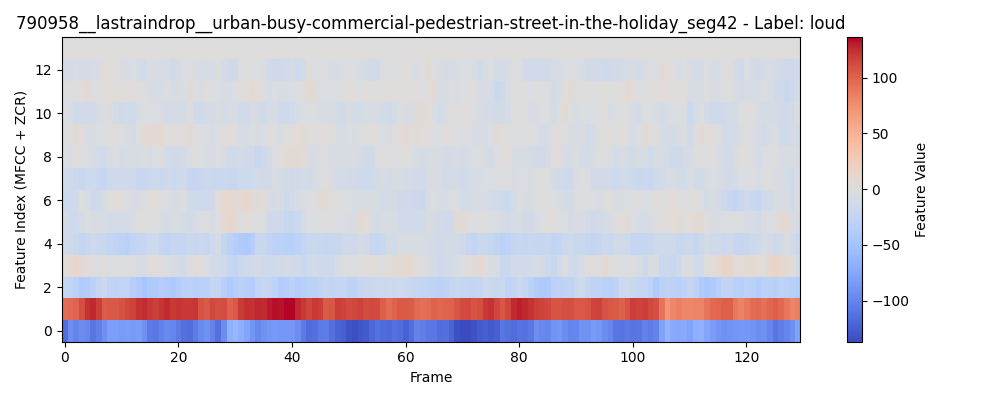 790958__lastraindrop__urban-busy-commercial-pedestrian-street-in-the-holiday_seg42 - Label: loud
Feature Index (MFCC + ZCR)
12
10
8
6
4
2
0
0 20 40 60 80 100 120
Frame
100
50
0
−50
−100
Feature Value